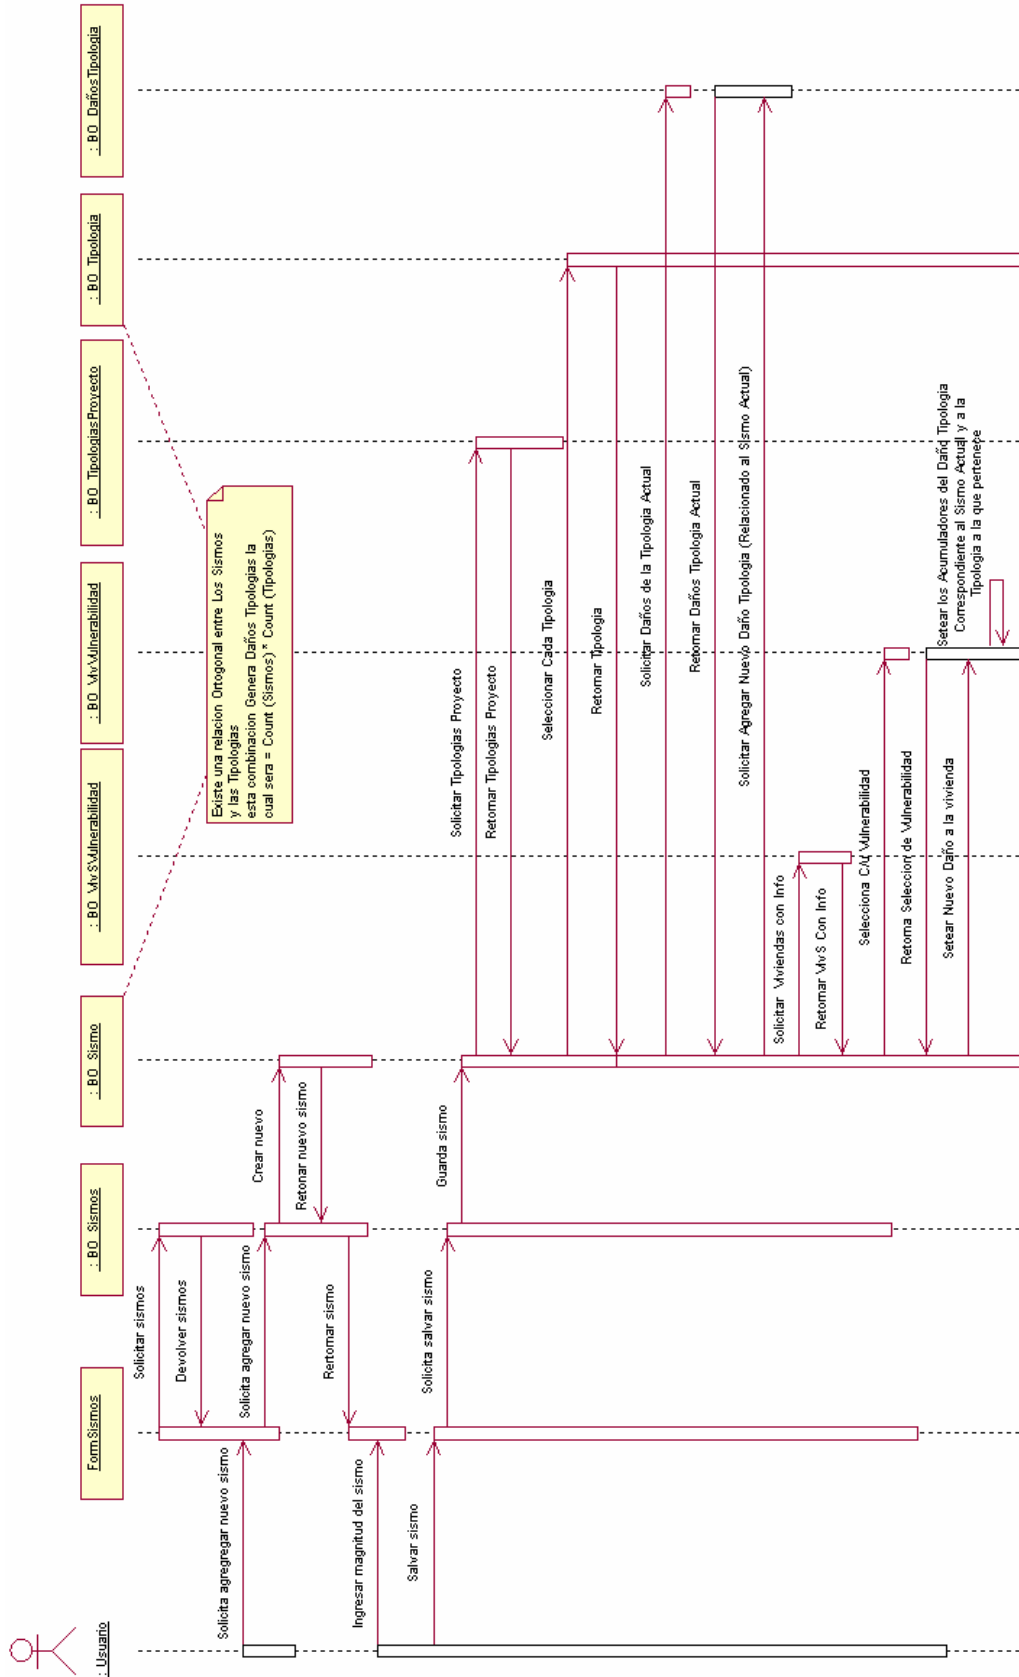 : Usuario
FormSismos
: BO_Sismos
: BO_Sismo
: BO_VivSVulnerabilidad
: BO_VivVulnerabilidad
: BO_TipologiasProyecto
: BO_Tipologia
: BO_DañosTipologia
Existe una relacion Ortogonal entre Los Sismos
y las Tipologias
esta combinacion Genera Daños Tipologias la
cual sera = Count (Sismos) * Count (Tipologias)
Solicitar sismos
Devolver sismos
Solicita agregregar nuevo sismo
Solicita agregar nuevo sismo
Crear nuevo
Retonar nuevo sismo
Rertornar sismo
Ingresar magnitud del sismo
Salvar sismo
Solicita salvar sismo
Guarda sismo
Solicitar Tipologias Proyecto
Retornar Tipologias Proyecto
Seleccionar Cada Tipologia
Retornar Tipologia
Solicitar Daños de la Tipologia Actual
Retornar Daños Tipologia Actual
Solicitar Agregar Nuevo Daño Tipologia (Relacionado al Sismo Actual)
Solicitar Viviendas con Info
Retornar VivS Con Info
Selecciona C/u Vulnerabilidad
Retorna Seleccion de Vulnerabilidad
Setear Nuevo Daño a la vivienda
Setear los Acumuladores del Daño Tipologia
Correspondiente al Sismo Actual y a la
Tipologia a la que pertenece